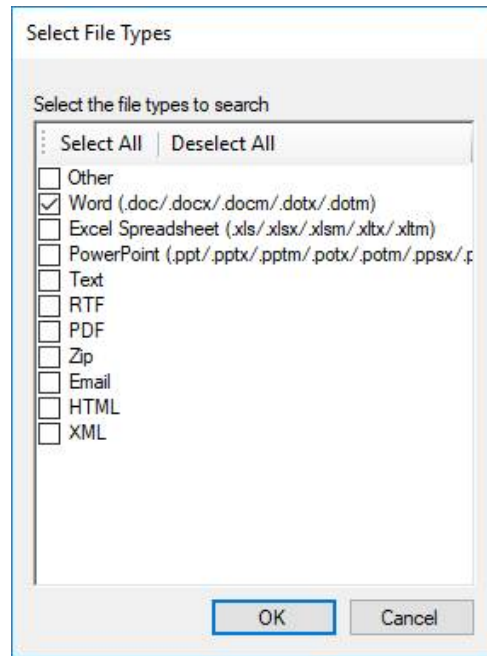 Select File Types
Select the file types to search
Select All Deselect All
Other
Word (.doc/.docx/.docm/.dotx/.dotm)
Excel Spreadsheet (.xls/.xlsx/.xlsm/.xltx/.xltm)
PowerPoint (.ppt/.pptx/.pptm/.potx/.potm/.ppsx/.p
Text
RTF
PDF
Zip
Email
HTML
XML
OK Cancel